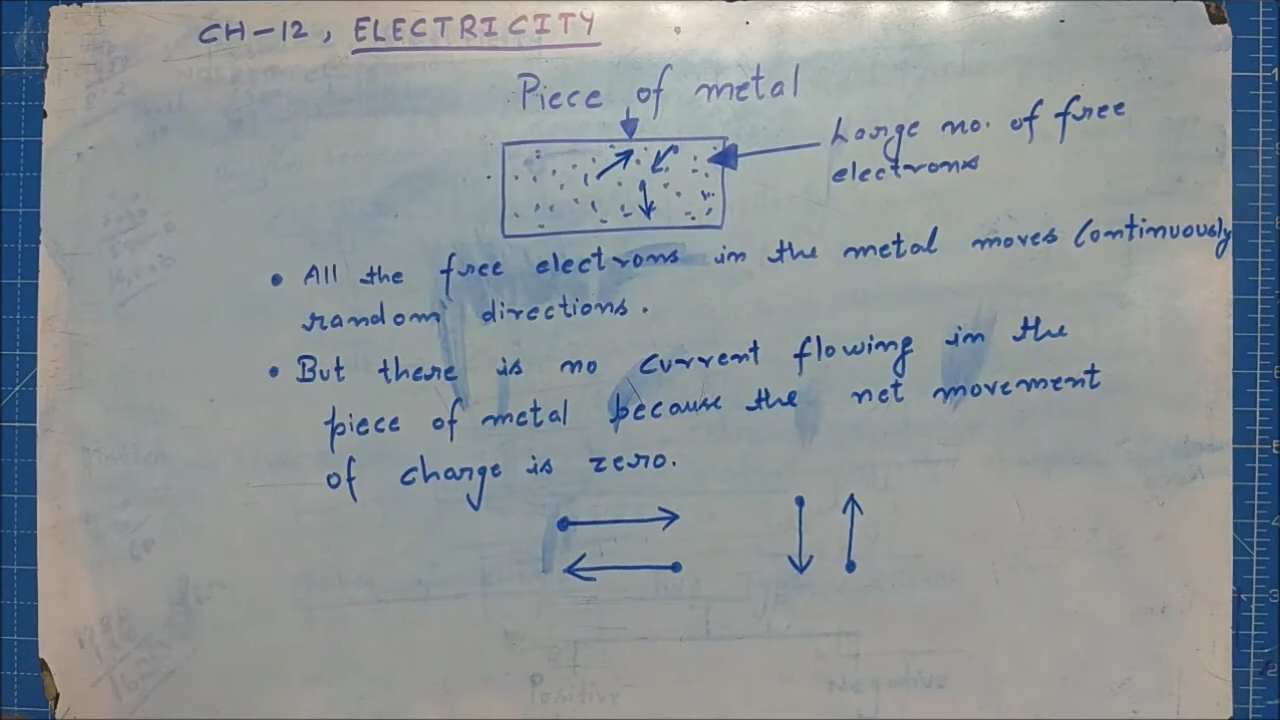 CH-12, ELECTRICITY
Piece of metal
Large no. of free
electrons
• All the free electrons in the metal moves Continuously
random directions.
• But there is no current flowing in the
piece of metal because the net movement
of charge is zero.
Positive